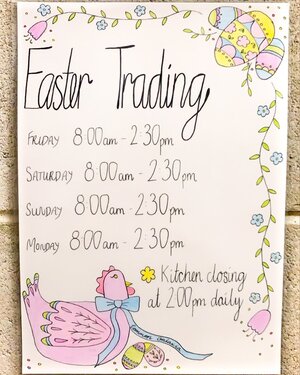 Easter Trading
FRIDAY 8:00am - 2:30pm
SATURDAY 8:00am - 2:30pm
SUNDAY 8:00am - 2:30pm
MONDAY 8:00am - 2:30pm
Kitchen closing
at 2:00pm daily